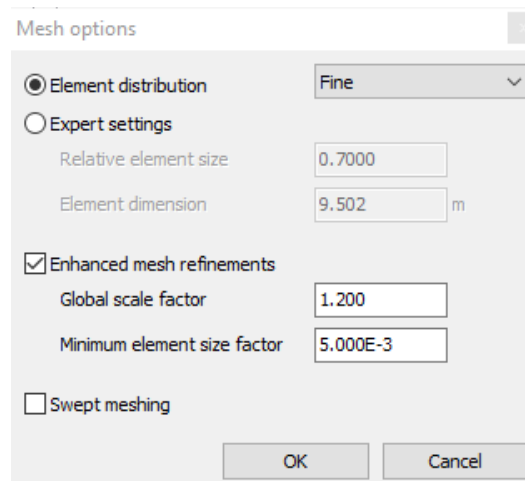 Mesh options
Element distribution Fine
Expert settings
Relative element size 0.7000
Element dimension 9.502 m
Enhanced mesh refinements
Global scale factor 1.200
Minimum element size factor 5.000E-3
Swept meshing
OK Cancel